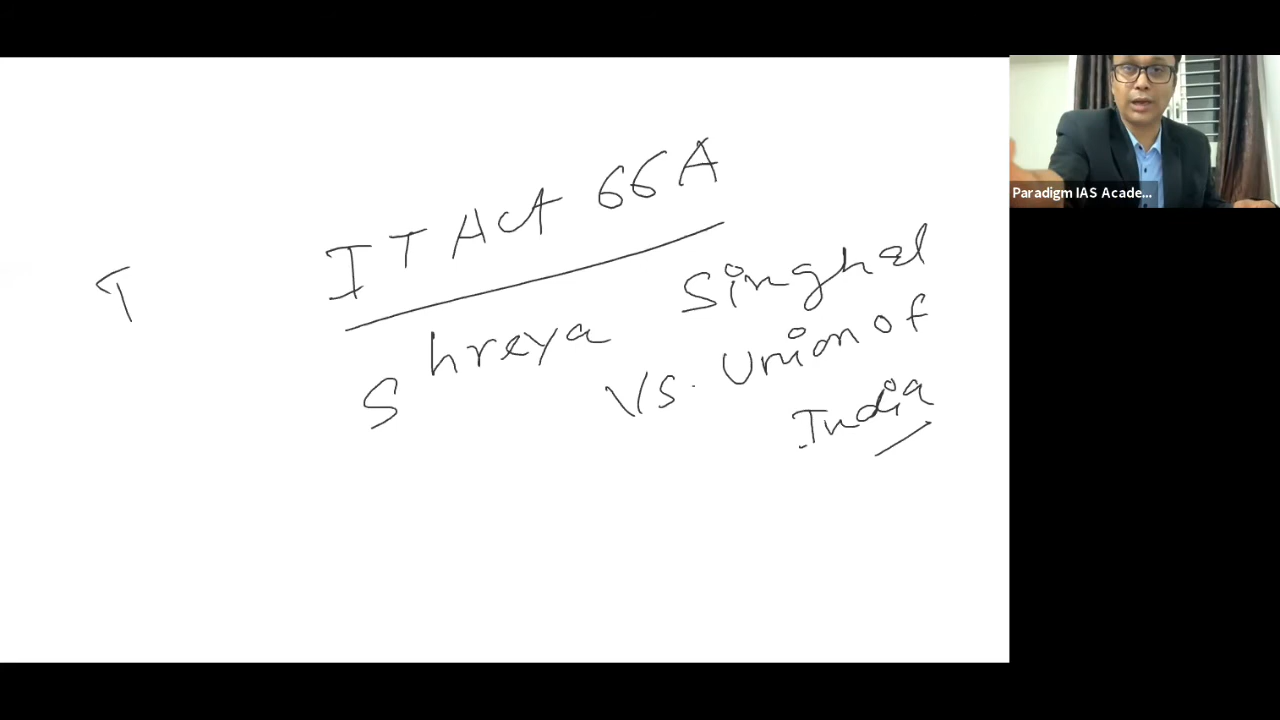 IT Act 66A
T
Shreya Singhal
Vs. Union of
India
Paradigm IAS Acade...